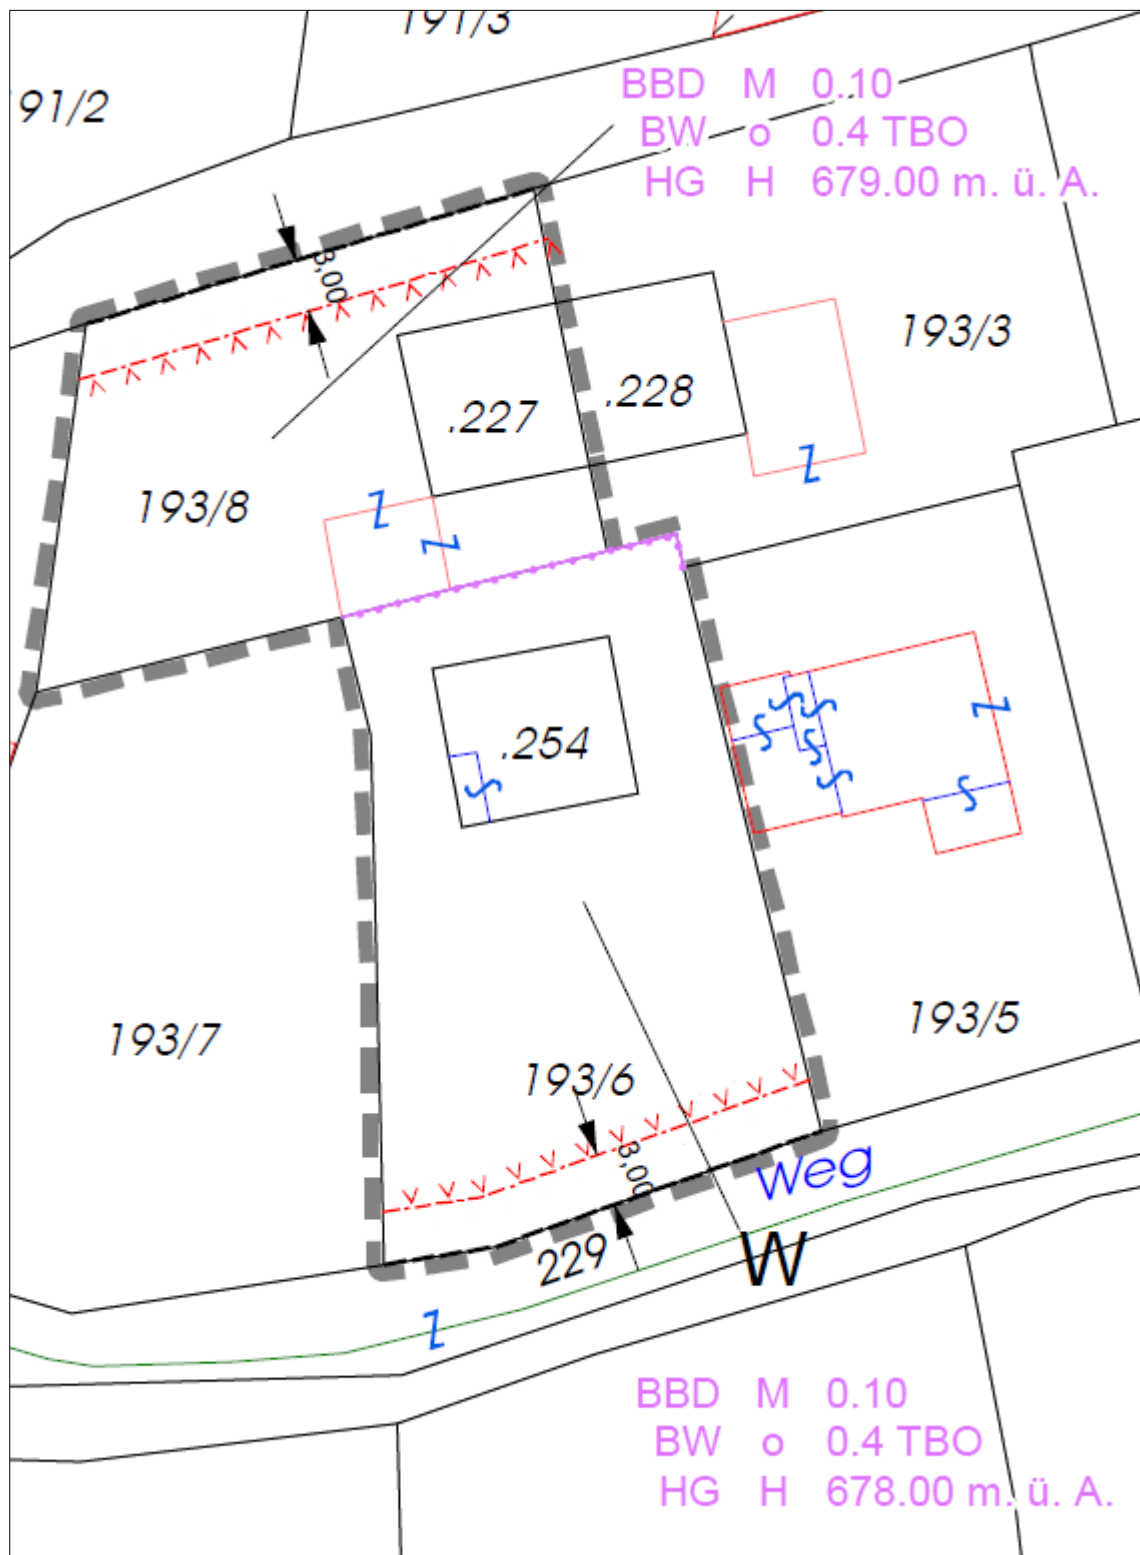 191/3
91/2
BBD M 0.10
BW o 0.4 TBO
HG H 679.00 m. ü. A.
3,00
193/3
.228
.227
193/8
.254
193/5
193/7
193/6
3,00
Weg
229
W
BBD M 0.10
BW o 0.4 TBO
HG H 678.00 m. ü. A.